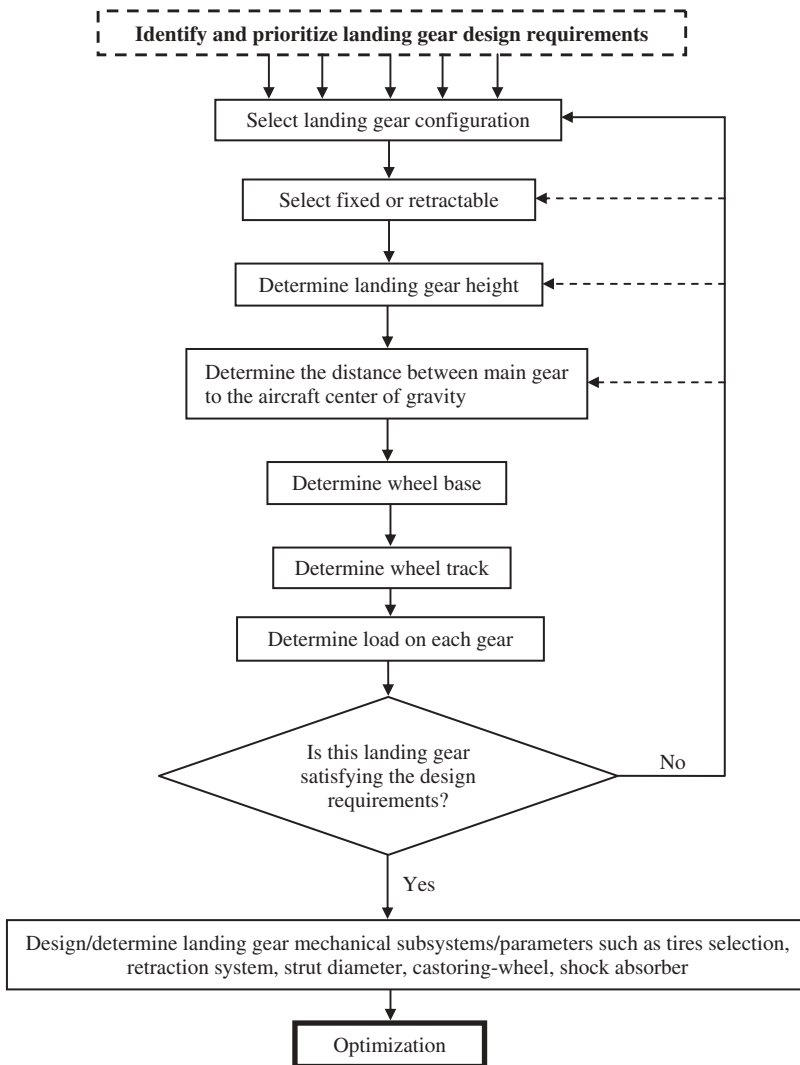 Identify and prioritize landing gear design requirements
Select landing gear configuration
Select fixed or retractable
Determine landing gear height
Determine the distance between main gear
to the aircraft center of gravity
Determine wheel base
Determine wheel track
Determine load on each gear
Is this landing gear
satisfying the design
requirements?
No
Yes
Design/determine landing gear mechanical subsystems/parameters such as tires selection,
retraction system, strut diameter, castoring-wheel, shock absorber
Optimization